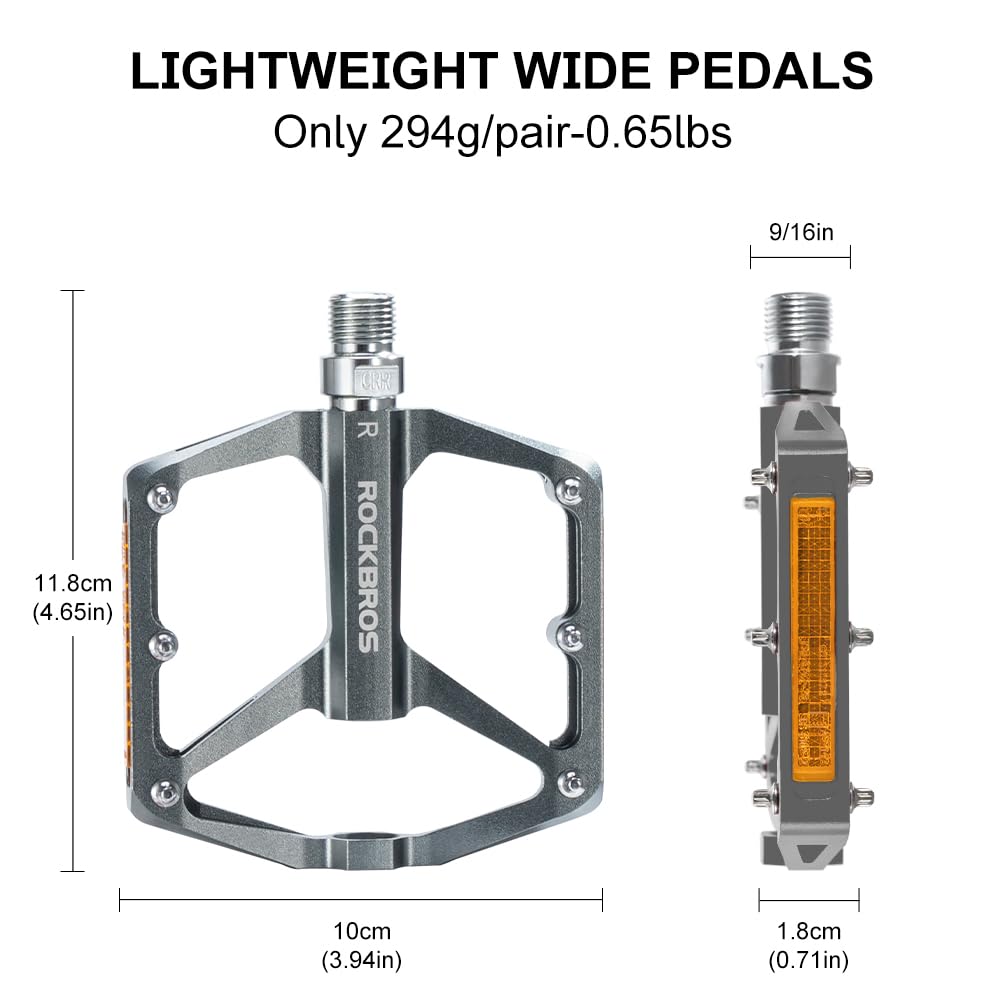 LIGHTWEIGHT WIDE PEDALS
Only 294g/pair-0.65lbs
9/16in
CRR
R
ROCKBROS
11.8cm
(4.65in)
10cm
(3.94in)
1.8cm
(0.71in)